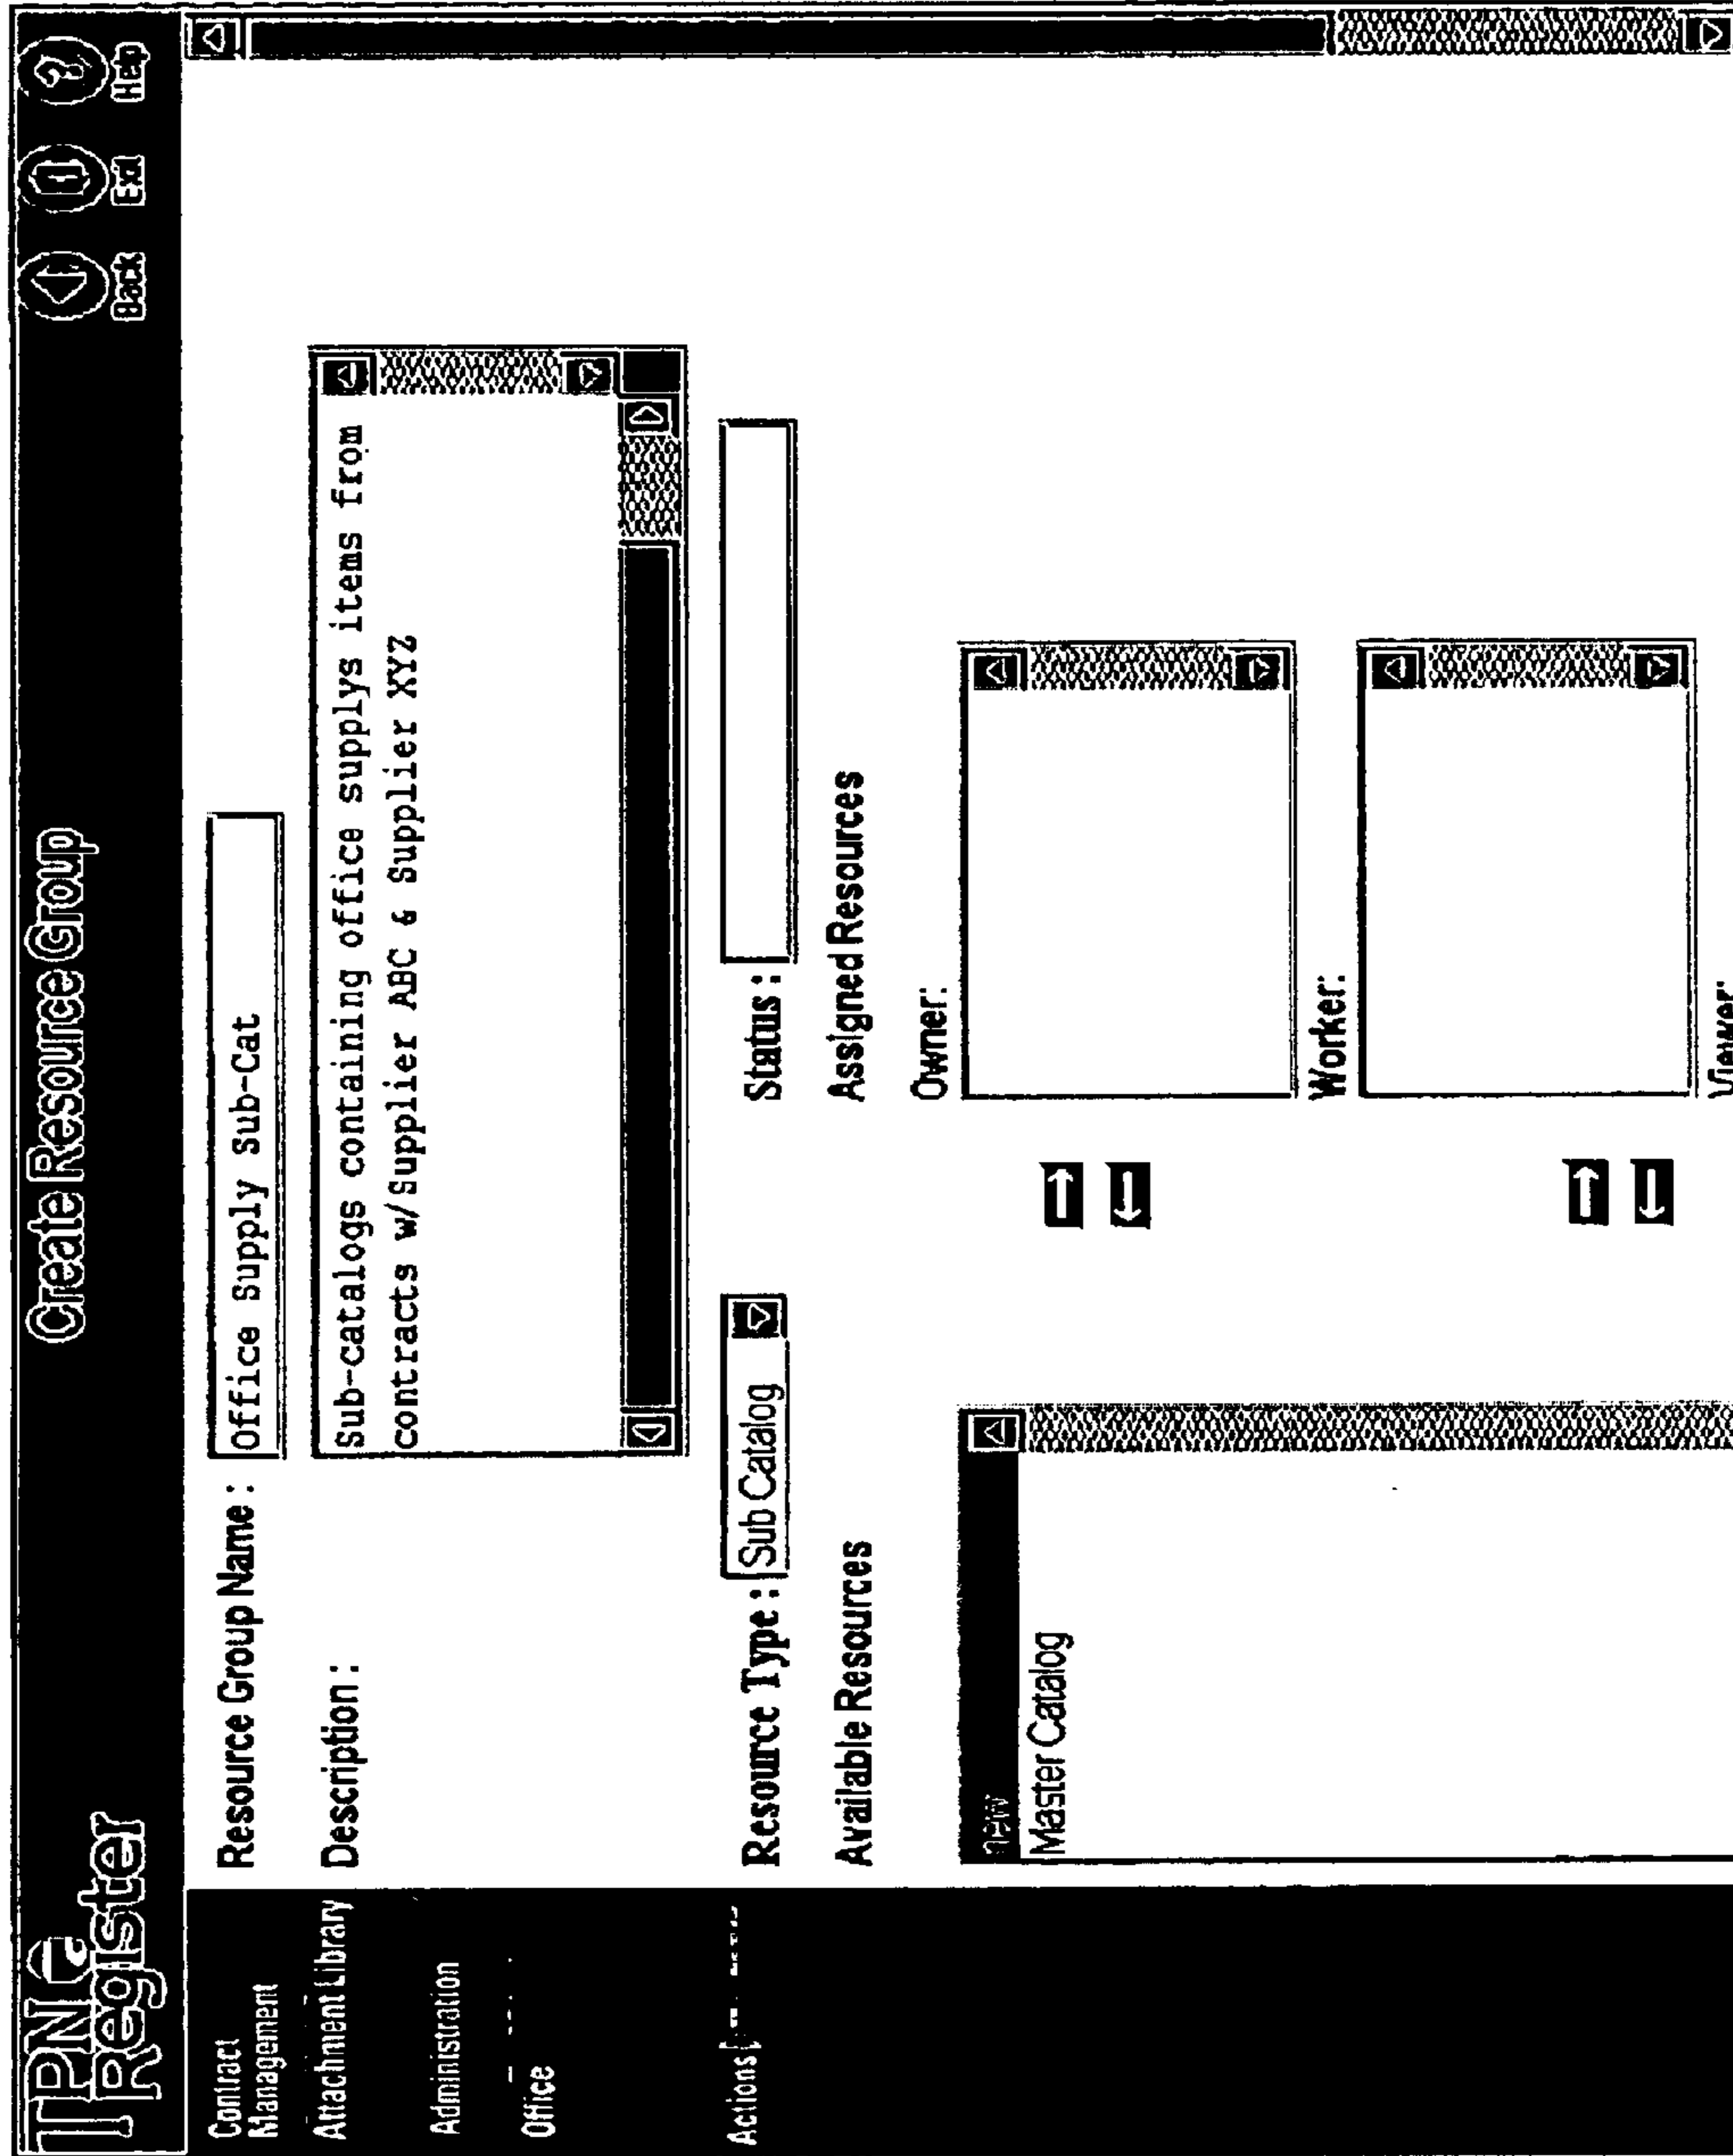 TPN Register
Create Resource Group
Back
Exit
Help
Contract
Management
Attachment Library
Administration
Office
Actions
Resource Group Name :
Office Supply Sub-Cat
Description :
Sub-catalogs containing office supplys items from
contracts w/Supplier ABC & Supplier XYZ
Resource Type : Sub Catalog
Status :
Available Resources
Assigned Resources
new
Master Catalog
Owner:
Worker:
Viewer: